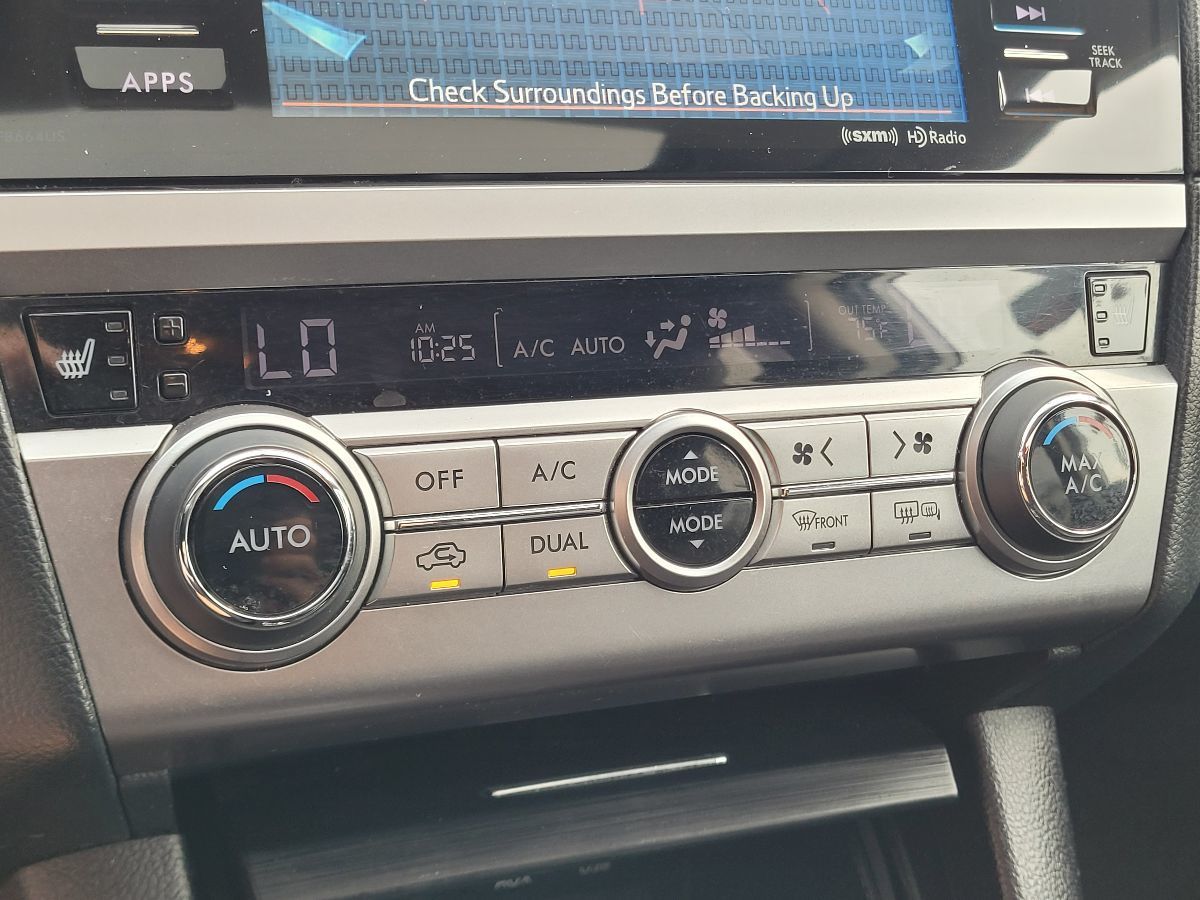 APPS
SEEK
TRACK
Check Surroundings Before Backing Up
((sxm)) HD Radio
LO
AM
10:25
A/C AUTO
OUT TEMP
75°F
AUTO
OFF
A/C
DUAL
MODE
MODE
FRONT
MAX
A/C